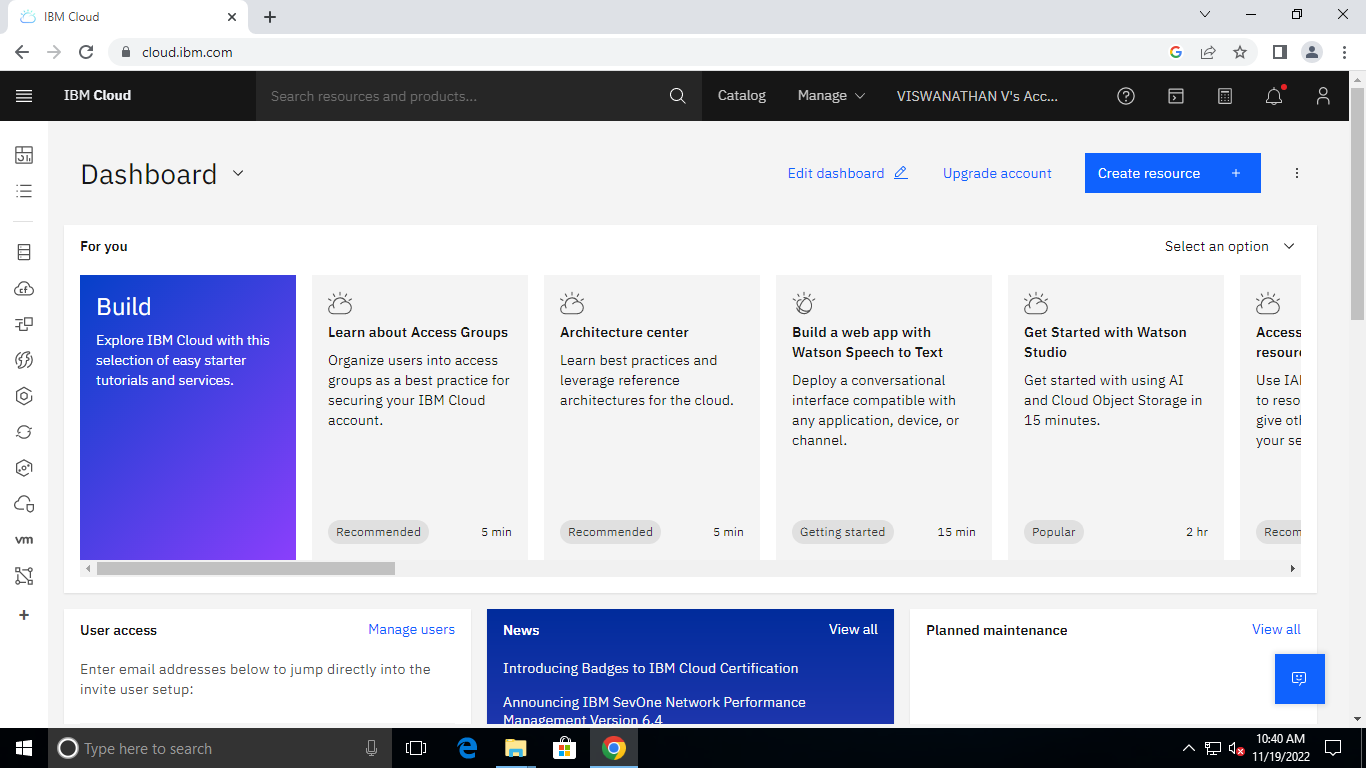 IBM Cloud
cloud.ibm.com
IBM Cloud
Search resources and products...
Catalog
Manage
VISWANATHAN V's Acc...
Dashboard
Edit dashboard
Upgrade account
Create resource +
For you
Select an option
Build
Explore IBM Cloud with this
selection of easy starter
tutorials and services.
Learn about Access Groups
Organize users into access
groups as a best practice for
securing your IBM Cloud
account.
Recommended 5 min
Architecture center
Learn best practices and
leverage reference
architectures for the cloud.
Recommended 5 min
Build a web app with
Watson Speech to Text
Deploy a conversational
interface compatible with
any application, device, or
channel.
Getting started 15 min
Get Started with Watson
Studio
Get started with using AI
and Cloud Object Storage in
15 minutes.
Popular 2 hr
Access
resour
Use IA
to reso
give ot
your se
Recom
cf
vm
User access
Manage users
Enter email addresses below to jump directly into the
invite user setup:
News
View all
Introducing Badges to IBM Cloud Certification
Announcing IBM SevOne Network Performance
Management Version 6.4
Planned maintenance
View all
Type here to search
10:40 AM
11/19/2022